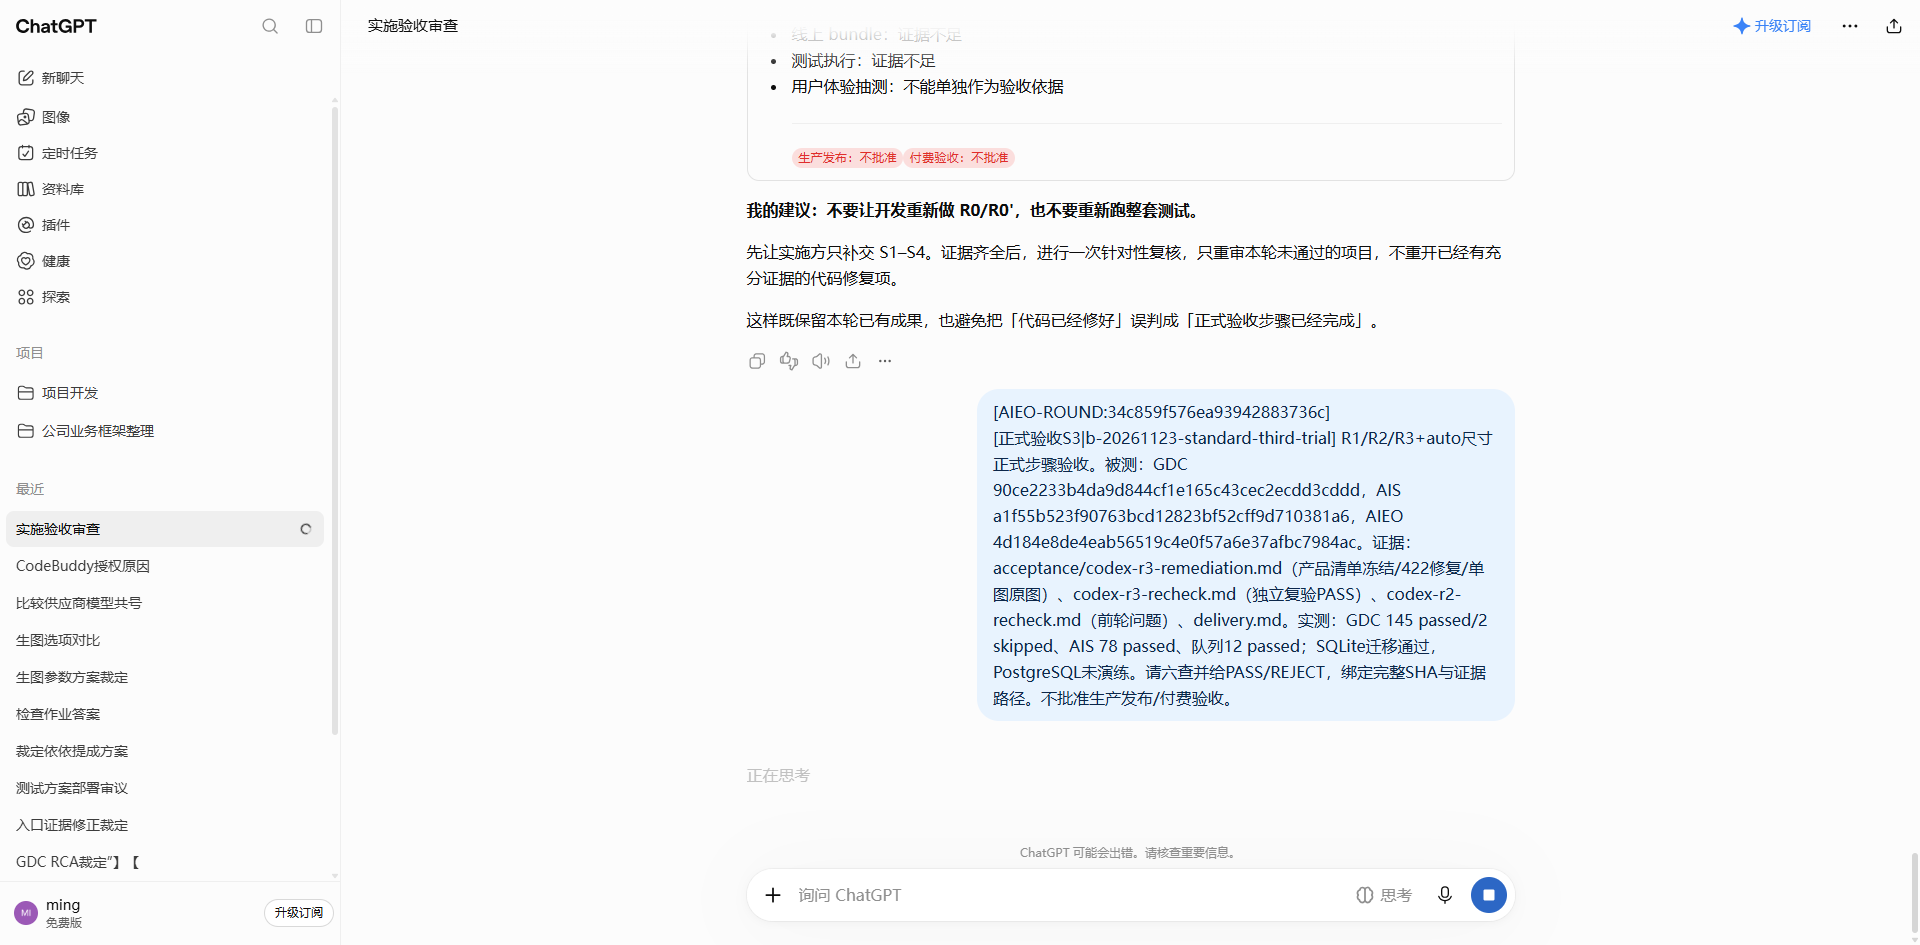 ChatGPT
新聊天
图像
定时任务
资料库
插件
健康
探索
项目
项目开发
公司业务框架整理
最近
实施验收审查
CodeBuddy授权原因
比较供应商模型共号
生图选项对比
生图参数方案裁定
检查作业答案
裁定依依提成方案
测试方案部署审议
入口证据修正裁定
GDC RCA裁定"】【
MI
ming
免费版
升级订阅
实施验收审查
升级订阅
线上 bundle：证据不足
测试执行：证据不足
用户体验抽测：不能单独作为验收依据
生产发布：不批准 付费验收：不批准
我的建议：不要让开发重新做 R0/R0'，也不要重新跑整套测试。
先让实施方只补交 S1–S4。证据齐全后，进行一次针对性复核，只重审本轮未通过的项目，不重开已经有充
分证据的代码修复项。
这样既保留本轮已有成果，也避免把「代码已经修好」误判成「正式验收步骤已经完成」。
[AIEO-ROUND:34c859f576ea93942883736c]
[正式验收S3|b-20261123-standard-third-trial] R1/R2/R3+auto尺寸
正式步骤验收。被测：GDC
90ce2233b4da9d844cf1e165c43cec2ecdd3cddd，AIS
a1f55b523f90763bcd12823bf52cff9d710381a6，AIEO
4d184e8de4eab56519c4e0f57a6e37afbc7984ac。证据：
acceptance/codex-r3-remediation.md（产品清单冻结/422修复/单
图原图）、codex-r3-recheck.md（独立复验PASS）、codex-r2-
recheck.md（前轮问题）、delivery.md。实测：GDC 145 passed/2
skipped、AIS 78 passed、队列12 passed；SQLite迁移通过，
PostgreSQL未演练。请六查并给PASS/REJECT，绑定完整SHA与证据
路径。不批准生产发布/付费验收。
正在思考
ChatGPT 可能会出错。请核查重要信息。
询问 ChatGPT
思考